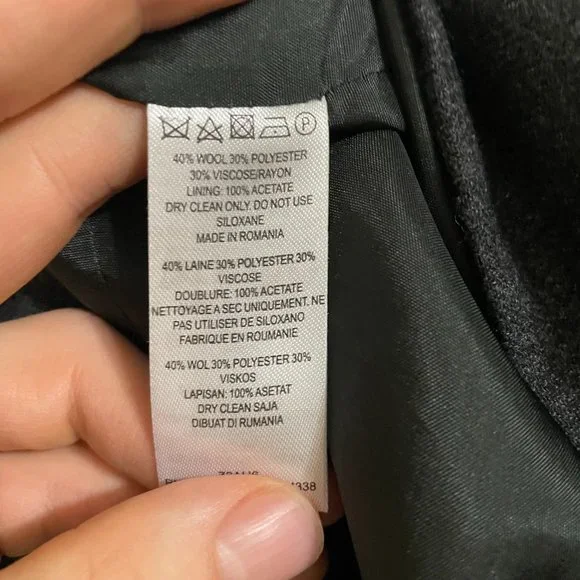 P
40% WOOL 30% POLYESTER
30% VISCOSE/RAYON
LINING: 100% ACETATE
DRY CLEAN ONLY. DO NOT USE
SILOXANE
MADE IN ROMANIA
40% LAINE 30% POLYESTER 30%
VISCOSE
DOUBLURE: 100% ACETATE
NETTOYAGE A SEC UNIQUEMENT. NE
PAS UTILISER DE SILOXANO
FABRIQUE EN ROUMANIE
40% WOL 30% POLYESTER 30%
VISKOS
LAPISAN: 100% ASETAT
DRY CLEAN SAJA
DIBUAT DI RUMANIA